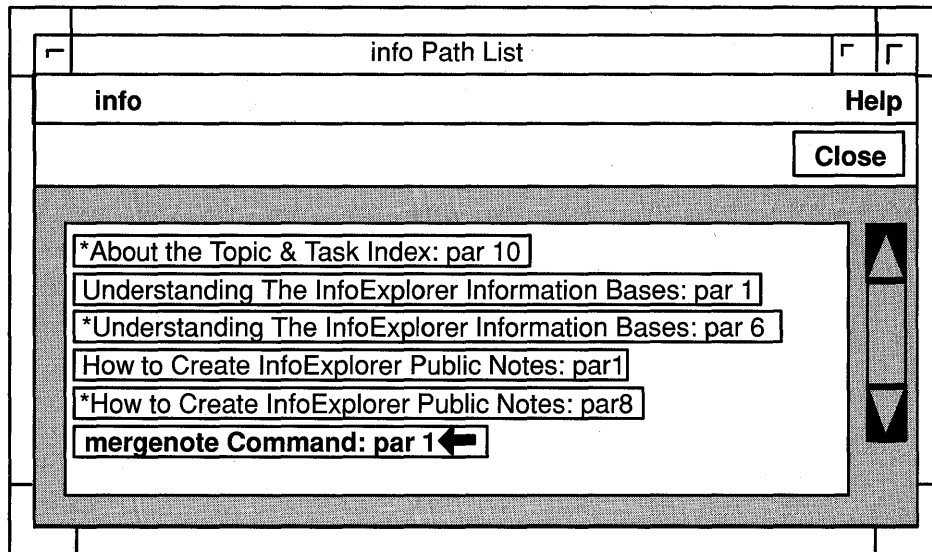 info Path List
info Help
Close
*About the Topic & Task Index: par 10
Understanding The InfoExplorer Information Bases: par 1
*Understanding The InfoExplorer Information Bases: par 6
How to Create InfoExplorer Public Notes: par1
*How to Create InfoExplorer Public Notes: par8
mergenote Command: par 1